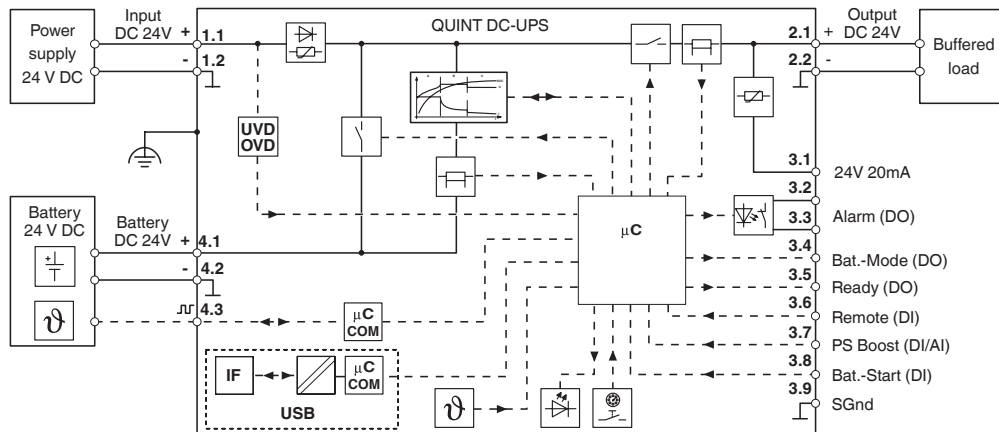 QUINT DC-UPS
Power
supply
24 V DC
Input
DC 24V
+
-
1.1
1.2
UVD
OVD
Output
+ DC 24V
-
2.1
2.2
Buffered
load
Battery
24 V DC
+
ϑ
Battery
DC 24V
+
-
4.1
4.2
4.3
µC
COM
IF
µC
COM
USB
ϑ
µC
3.1
24V 20mA
3.2
3.3
Alarm (DO)
3.4
Bat.-Mode (DO)
3.5
Ready (DO)
3.6
Remote (DI)
3.7
PS Boost (DI/AI)
3.8
Bat.-Start (DI)
3.9
SGnd